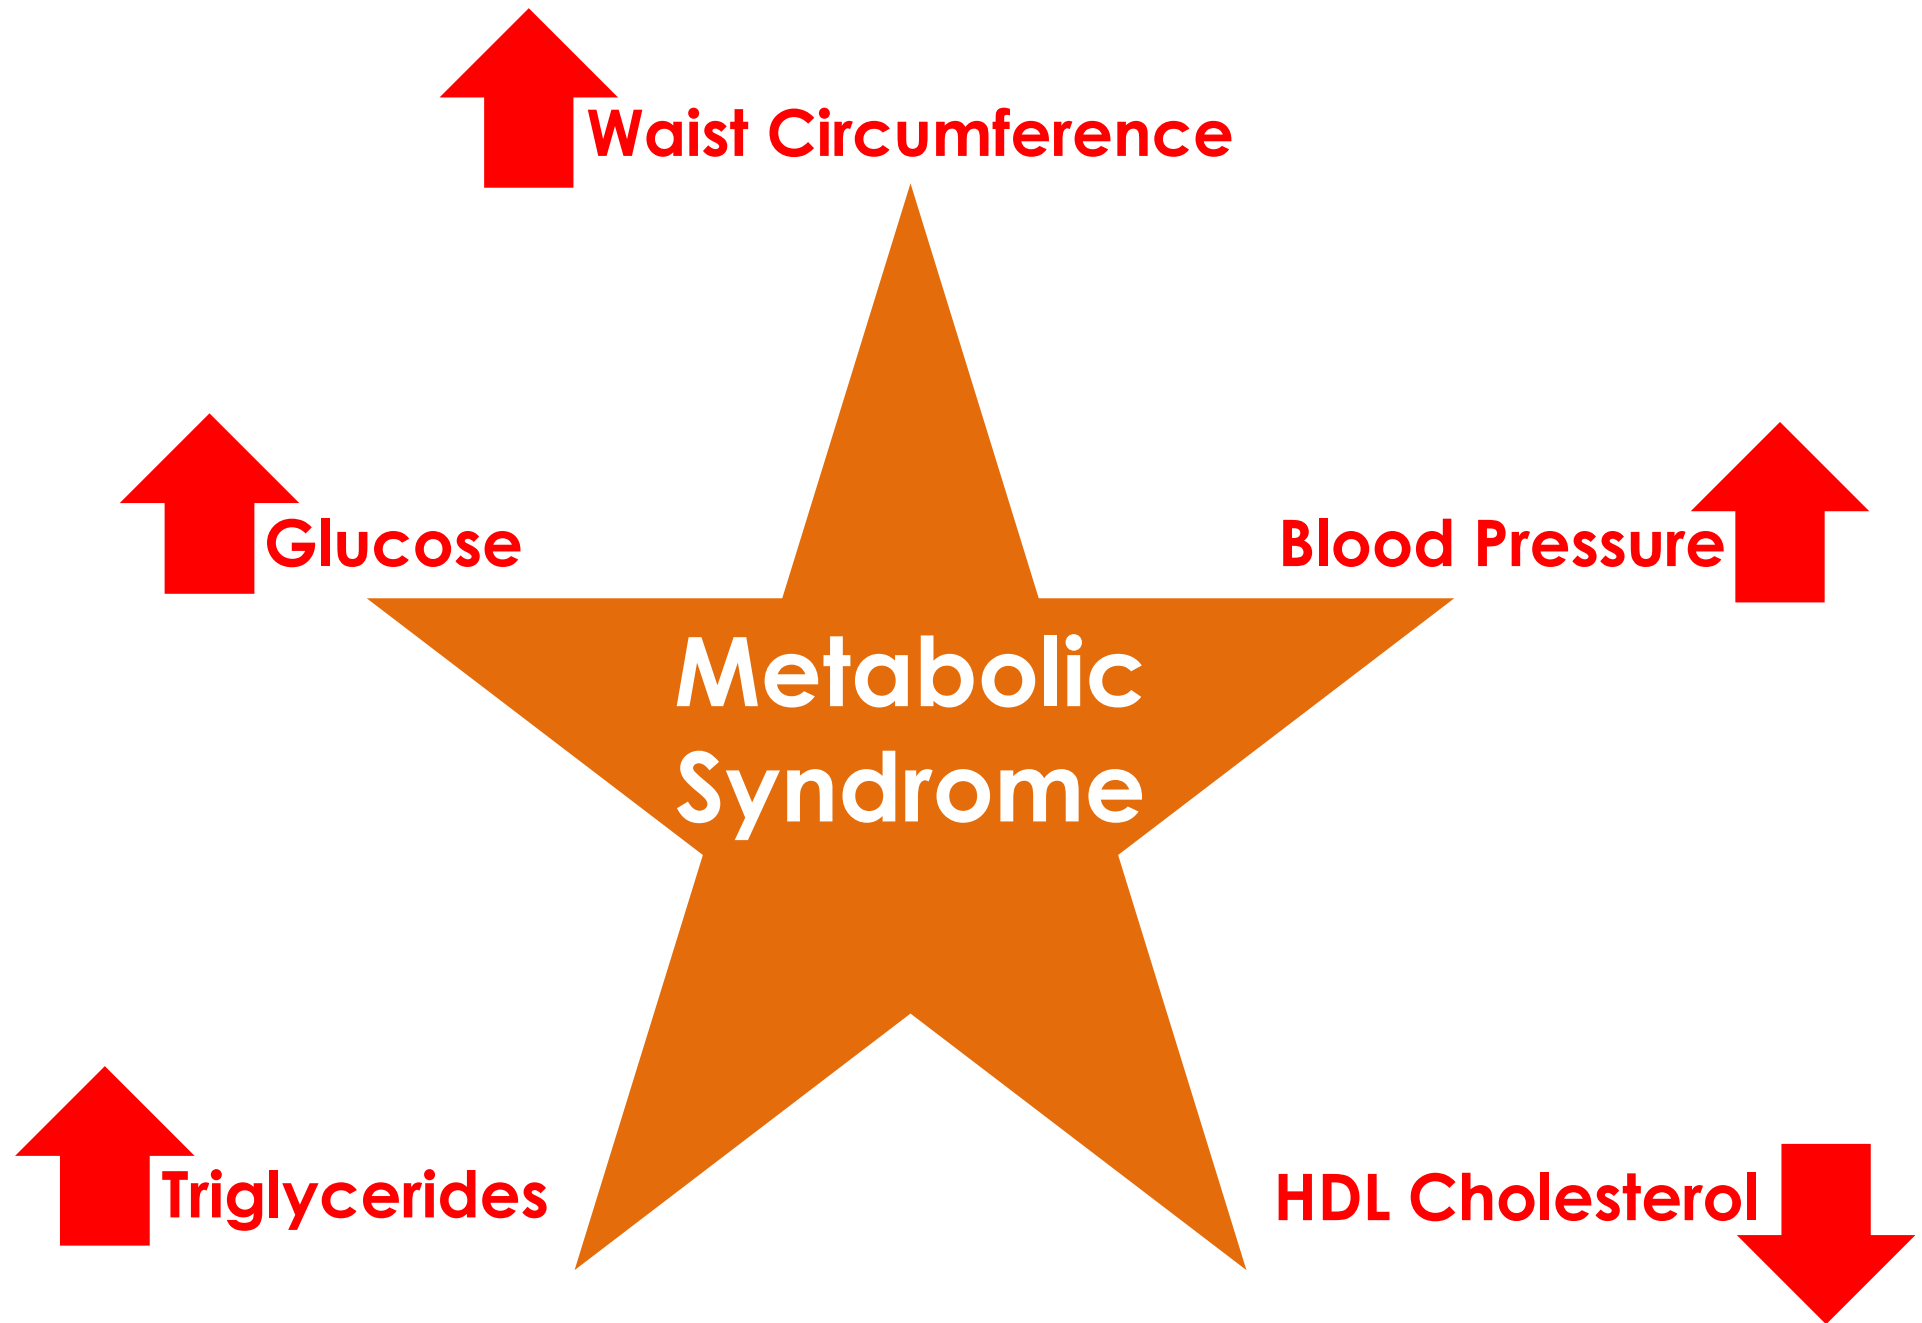 Waist Circumference
Glucose
Blood Pressure
Metabolic
Syndrome
Triglycerides
HDL Cholesterol